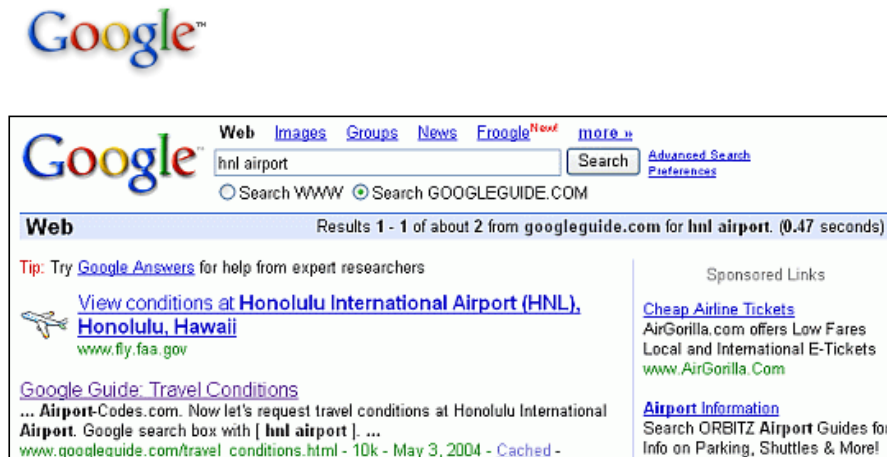 Google™
Google™
Web Images Groups News Froogle New! more »
hnl airport Search Advanced Search
Preferences
Search WWW Search GOOGLEGUIDE.COM
Web Results 1 - 1 of about 2 from googleguide.com for hnl airport. (0.47 seconds)
Tip: Try Google Answers for help from expert researchers
View conditions at Honolulu International Airport (HNL),
Honolulu, Hawaii
www.fly.faa.gov
Google Guide: Travel Conditions
... Airport-Codes.com. Now let's request travel conditions at Honolulu International
Airport. Google search box with [ hnl airport ]. ...
www.googleguide.com/travel_conditions.html - 10k - May 3, 2004 - Cached -
Sponsored Links
Cheap Airline Tickets
AirGorilla.com offers Low Fares
Local and International E-Tickets
www.AirGorilla.Com
Airport Information
Search ORBITZ Airport Guides for
Info on Parking, Shuttles & More!